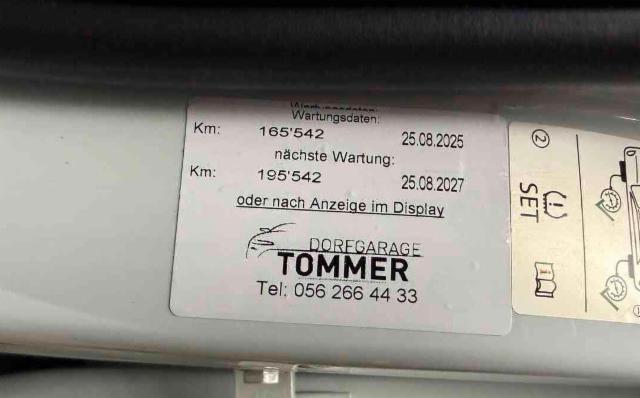 Wartungsdaten:
Wartungsdaten:
Km: 165'542 25.08.2025
nächste Wartung:
Km: 195'542 25.08.2027
oder nach Anzeige im Display
DORFGARAGE
TOMMER
Tel: 056 266 44 33
2
SET